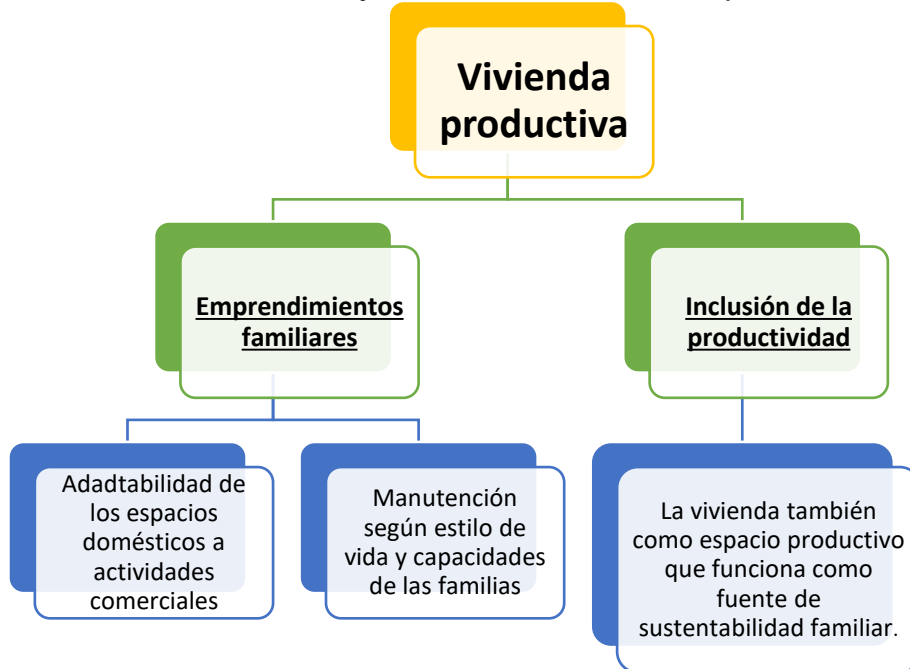 Vivienda
productiva
Emprendimientos
familiares
Inclusión de la
productividad
Adadtabilidad de
los espacios
domésticos a
actividades
comerciales
Manutención
según estilo de
vida y capacidades
de las familias
La vivienda también
como espacio productivo
que funciona como
fuente de
sustentabilidad familiar.